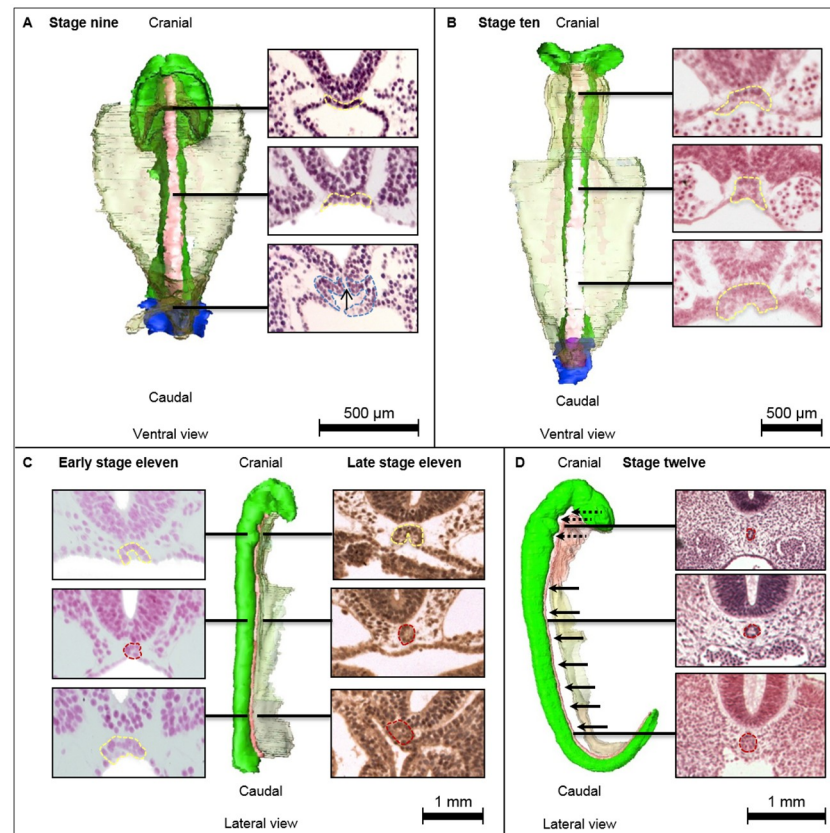 A Stage nine Cranial
Caudal
Ventral view
500 µm
B Stage ten Cranial
Caudal
Ventral view
500 µm
C Early stage eleven Cranial Late stage eleven
Caudal
Lateral view
1 mm
D Cranial Stage twelve
Caudal
Lateral view
1 mm